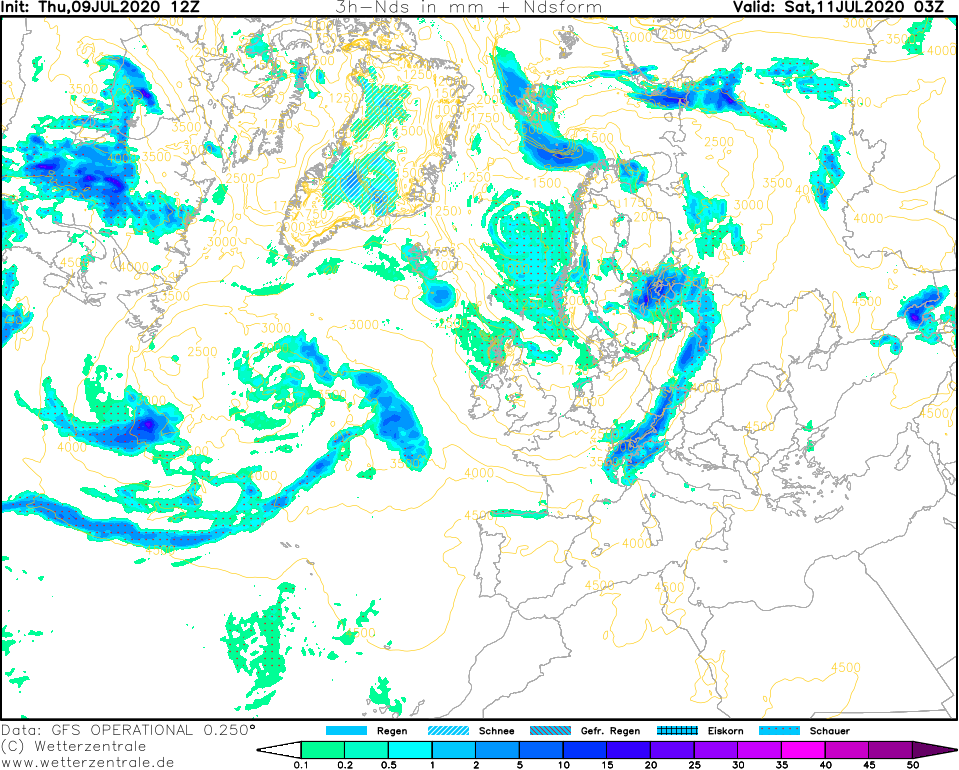 Init: Thu,09JUL2020 12Z 3h-Nds in mm + Ndsform Valid: Sat,11JUL2020 03Z
Data: GFS OPERATIONAL 0.250° Regen Schnee Gefr. Regen Eiskorn Schauer
(C) Wetterzentrale
www.wetterzentrale.de 0.1 0.2 0.5 1 2 5 10 15 20 25 30 35 40 45 50